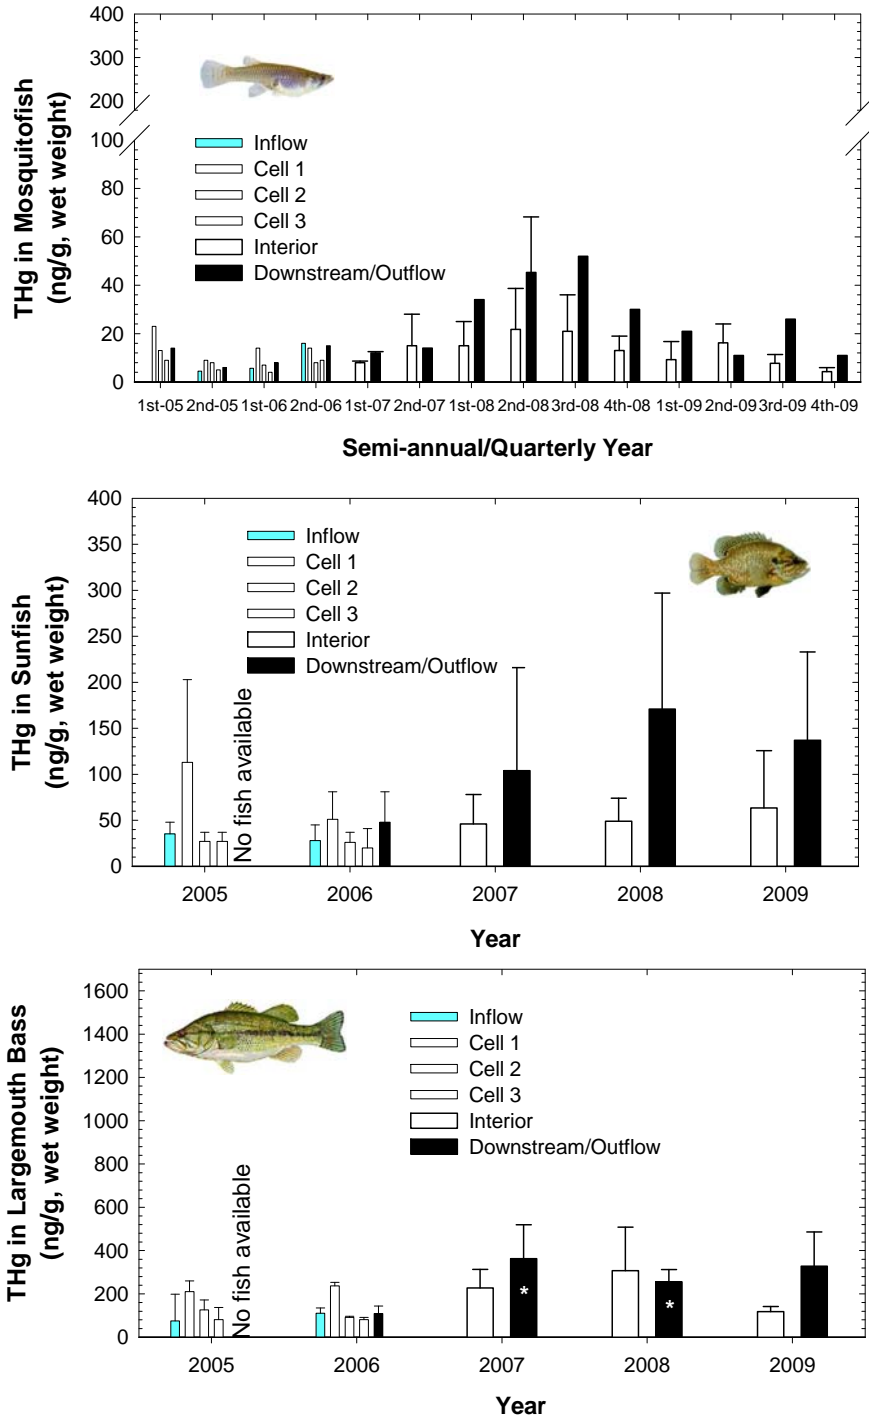 THg in Mosquitofish
(ng/g, wet weight)
400
300
200
100
80
60
40
20
0
Inflow
Cell 1
Cell 2
Cell 3
Interior
Downstream/Outflow
1st-05 2nd-05 1st-06 2nd-06 1st-07 2nd-07 1st-08 2nd-08 3rd-08 4th-08 1st-09 2nd-09 3rd-09 4th-09
Semi-annual/Quarterly Year
THg in Sunfish
(ng/g, wet weight)
400
350
300
250
200
150
100
50
0
Inflow
Cell 1
Cell 2
Cell 3
Interior
Downstream/Outflow
No fish available
2005 2006 2007 2008 2009
Year
THg in Largemouth Bass
(ng/g, wet weight)
1600
1400
1200
1000
800
600
400
200
0
Inflow
Cell 1
Cell 2
Cell 3
Interior
Downstream/Outflow
No fish available
* *
2005 2006 2007 2008 2009
Year